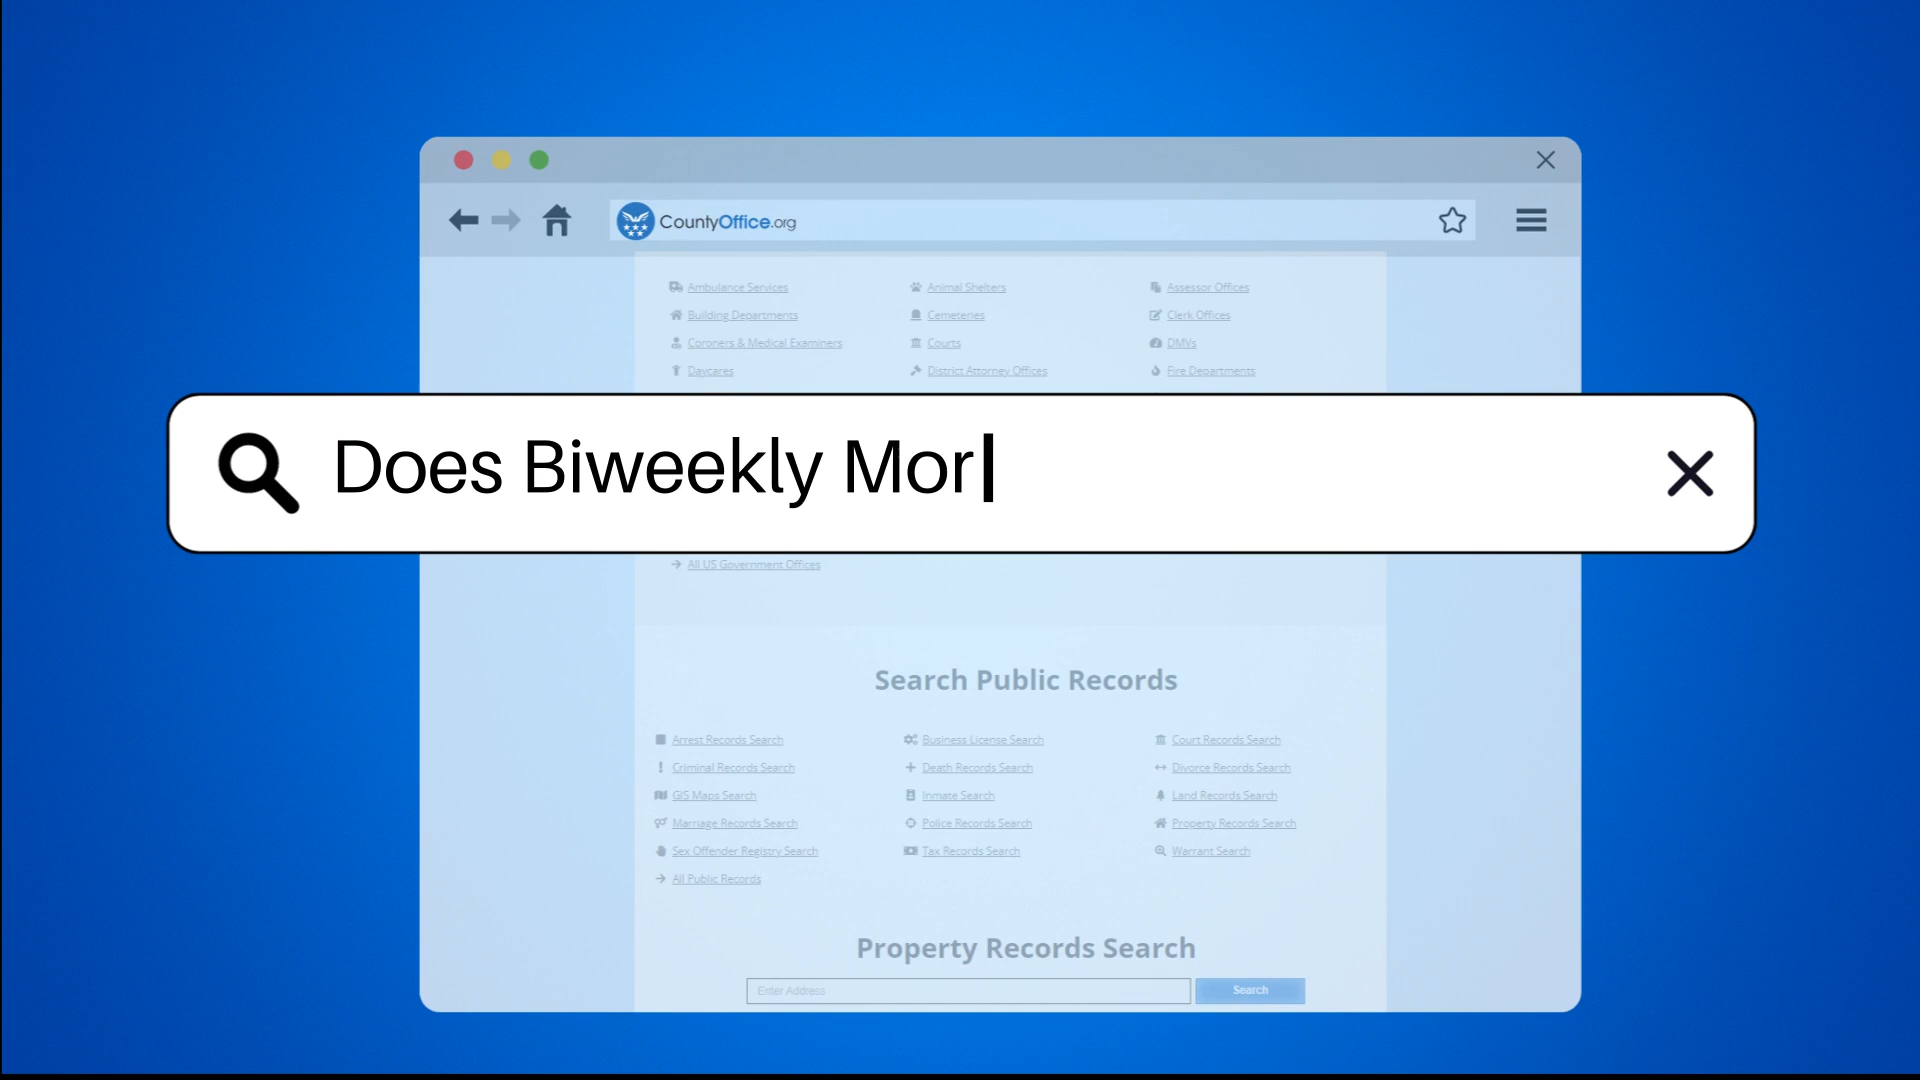 CountyOffice.org
Ambulance Services Animal Shelters Assessor Offices
Building Departments Cemeteries Clerk Offices
Coroners & Medical Examiners Courts DMVs
Daycares District Attorney Offices Fire Departments
Does Biweekly Mor
All US Government Offices
Search Public Records
Arrest Records Search Business License Search Court Records Search
Criminal Records Search Death Records Search Divorce Records Search
GIS Maps Search Inmate Search Land Records Search
Marriage Records Search Police Records Search Property Records Search
Sex Offender Registry Search Tax Records Search Warrant Search
All Public Records
Property Records Search
Enter Address Search